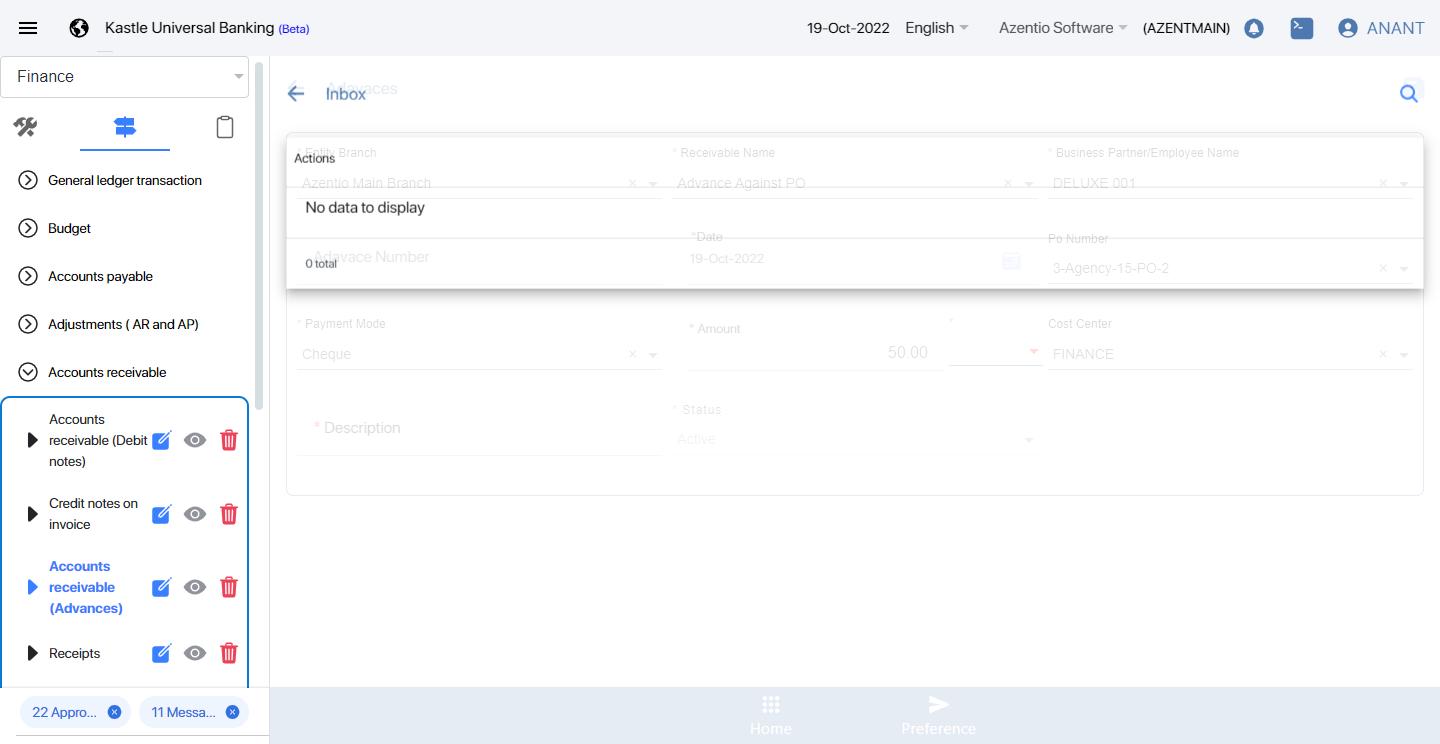 Kastle Universal Banking (Beta)
19-Oct-2022
English
Azentio Software
(AZENTMAIN)
ANANT
Finance
General ledger transaction
Budget
Accounts payable
Adjustments ( AR and AP)
Accounts receivable
Accounts
receivable (Debit
notes)
Credit notes on
invoice
Accounts
receivable
(Advances)
Receipts
22 Appro...
11 Messa...
Advances
Inbox
Actions
* Entity Branch
* Receivable Name
* Business Partner/Employee Name
Azentio Main Branch
Advance Against PO
DELUXE 001
No data to display
*Date
Po Number
Adavace Number
19-Oct-2022
3-Agency-15-PO-2
0 total
* Payment Mode
* Amount
*
Cost Center
Cheque
50.00
FINANCE
* Description
* Status
Active
Home
Preference